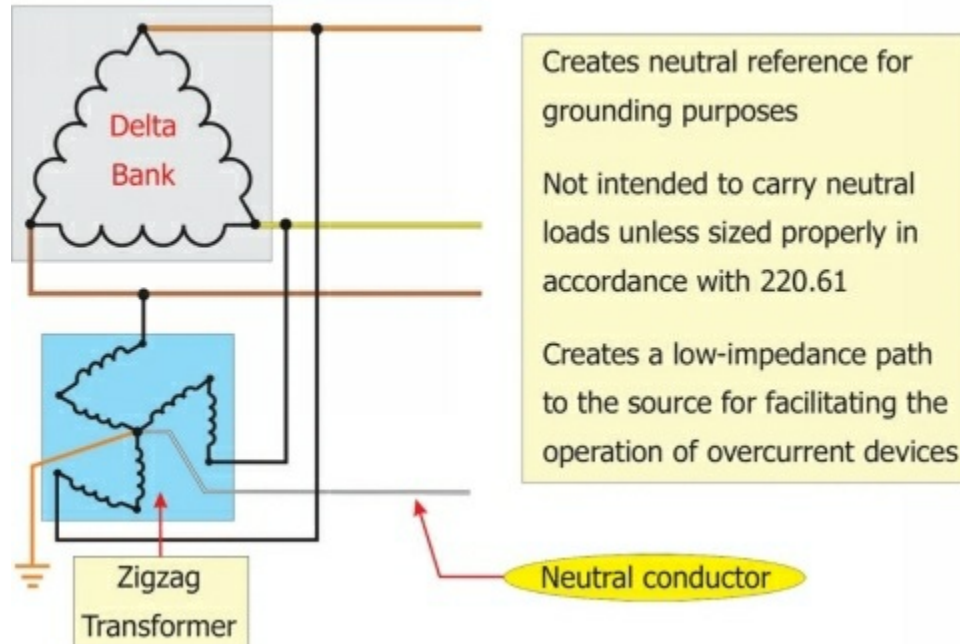 Delta
Bank
Creates neutral reference for
grounding purposes
Not intended to carry neutral
loads unless sized properly in
accordance with 220.61
Creates a low-impedance path
to the source for facilitating the
operation of overcurrent devices
Zigzag
Transformer
Neutral conductor